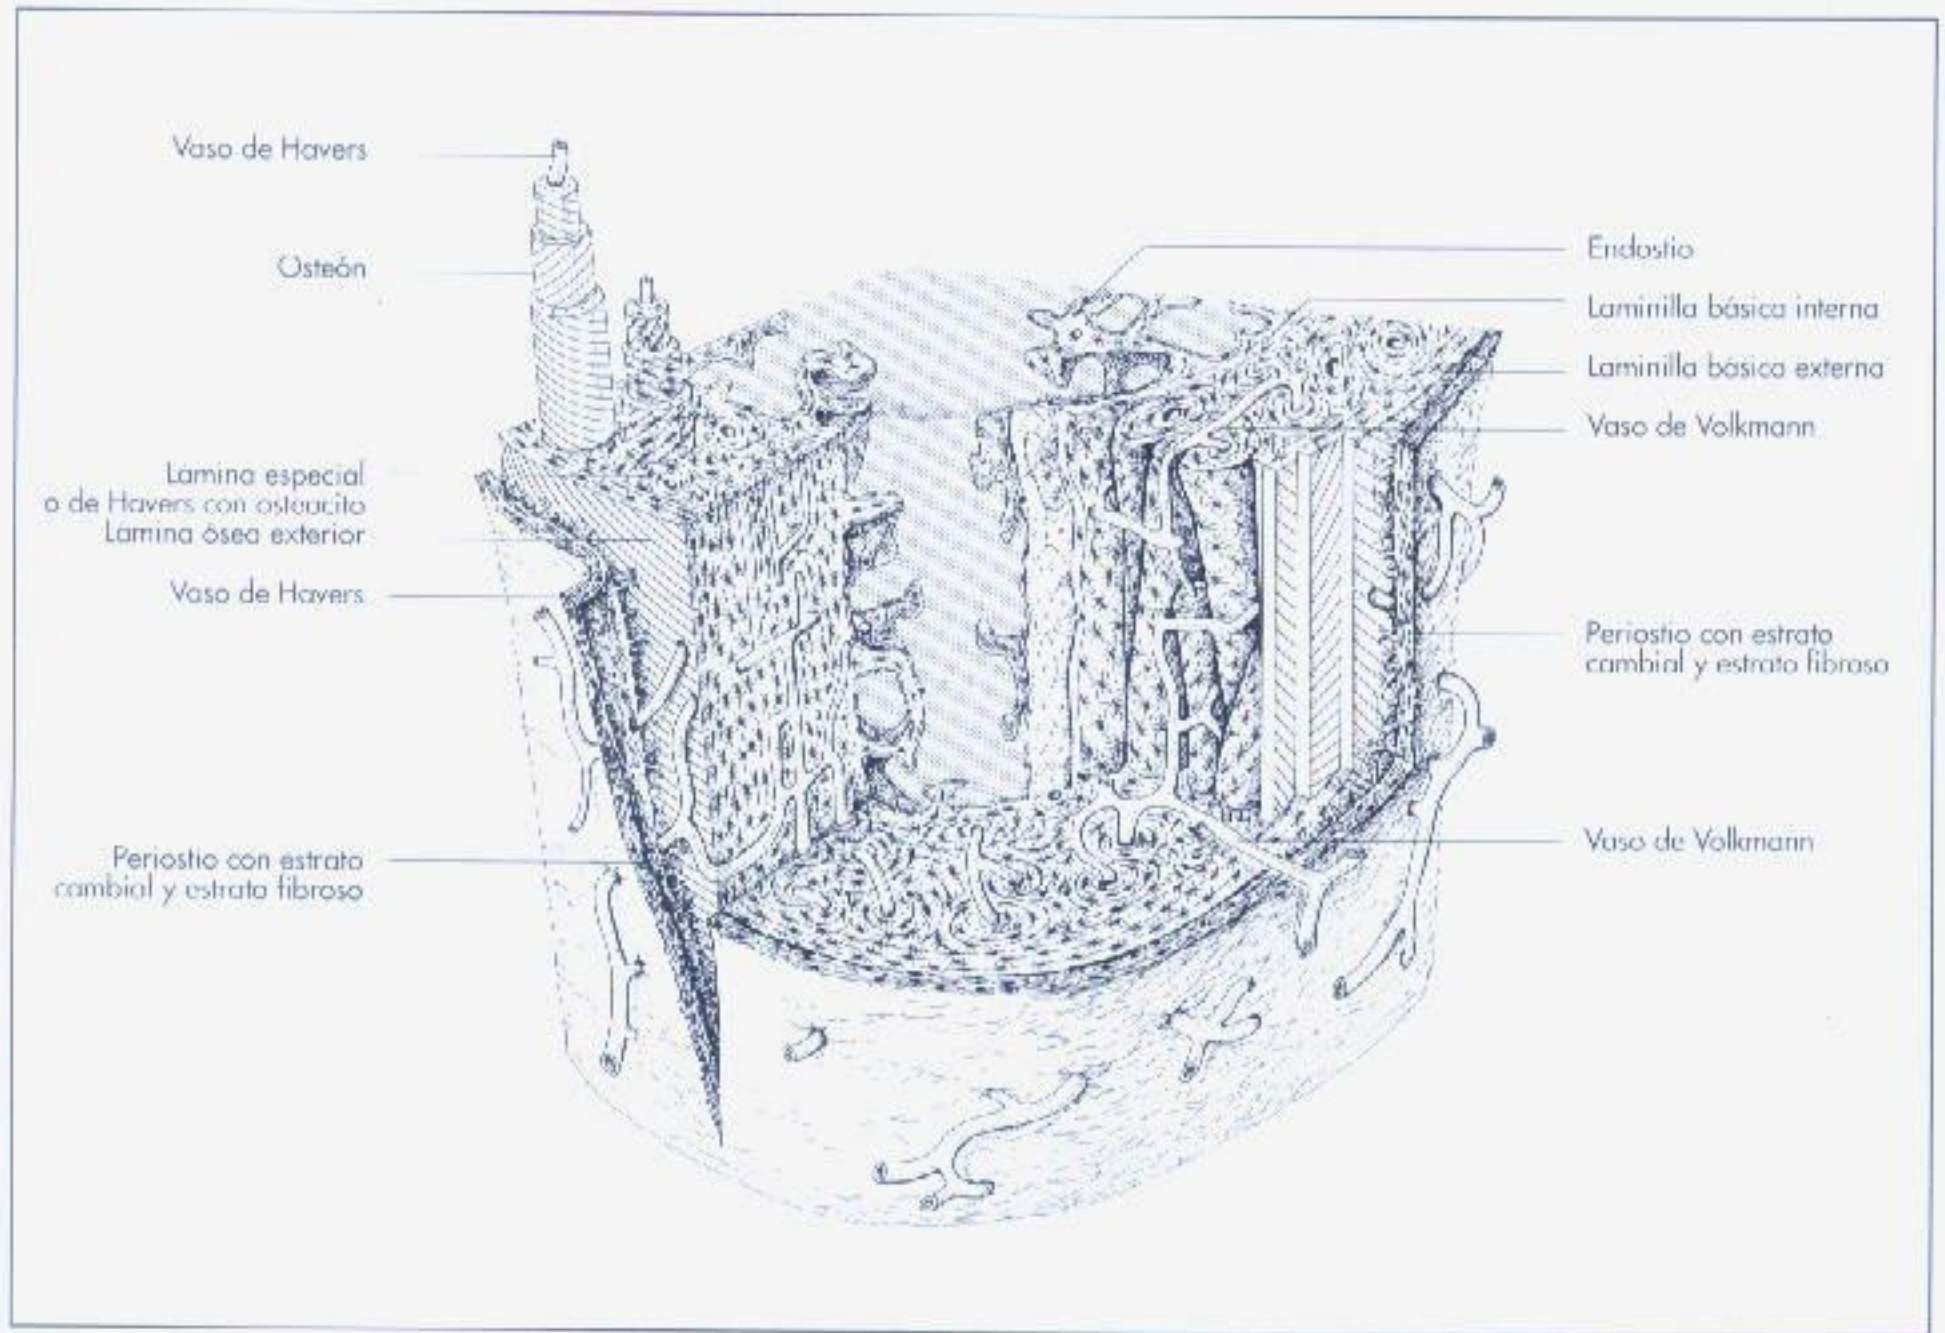 Vaso de Havers
Osteón
Lamina especial
o de Havers con osteocito
Lamina ósea exterior
Vaso de Havers
Periostio con estrato
cambial y estrato fibroso
Endostio
Laminilla básica interna
Laminilla básica externa
Vaso de Volkmann
Periostio con estrato
cambial y estrato fibroso
Vaso de Volkmann